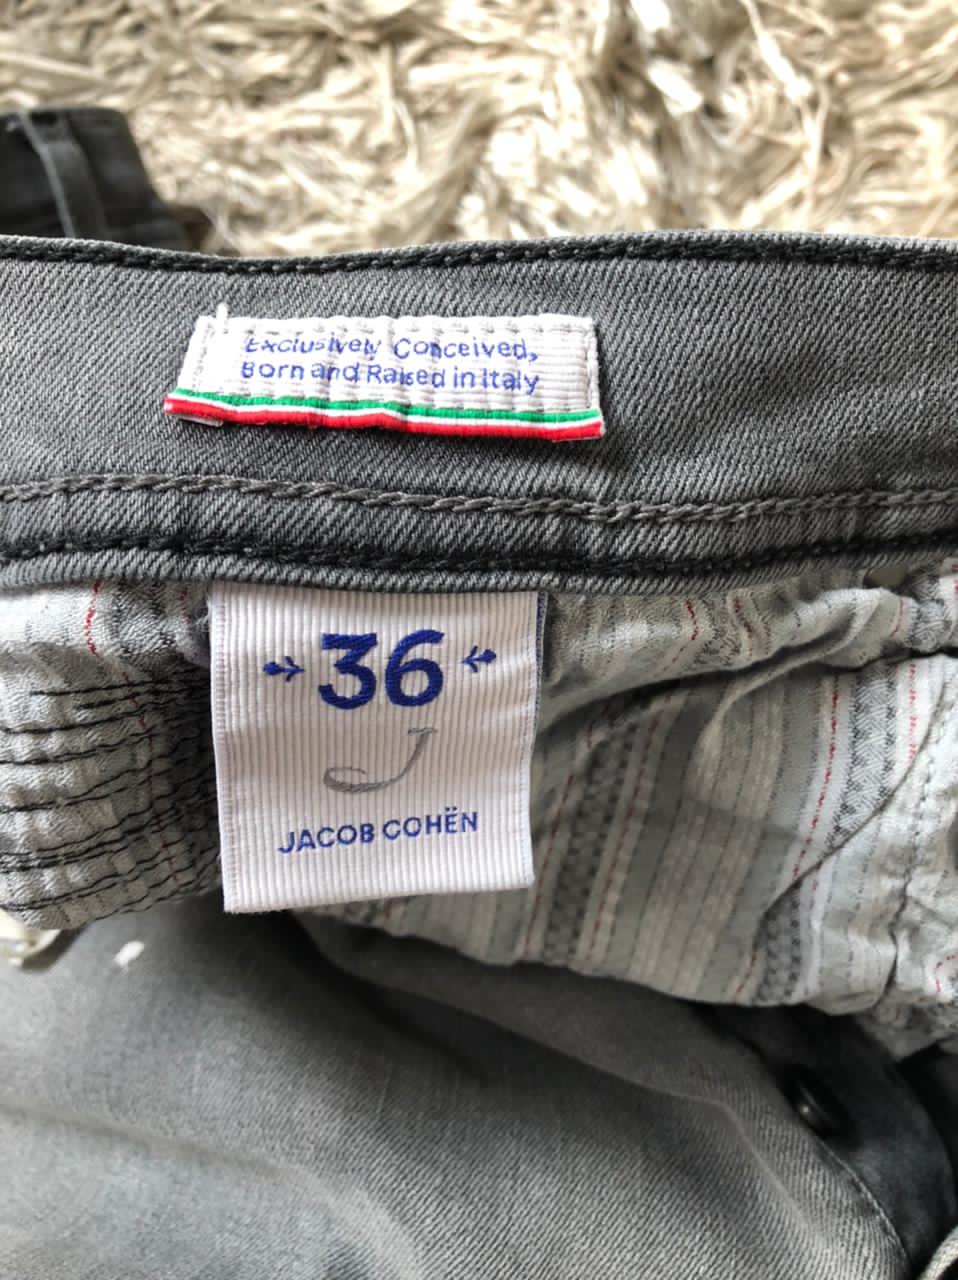 Exclusively Conceived,
Born and Raised in Italy
36
J
JACOB COHËN